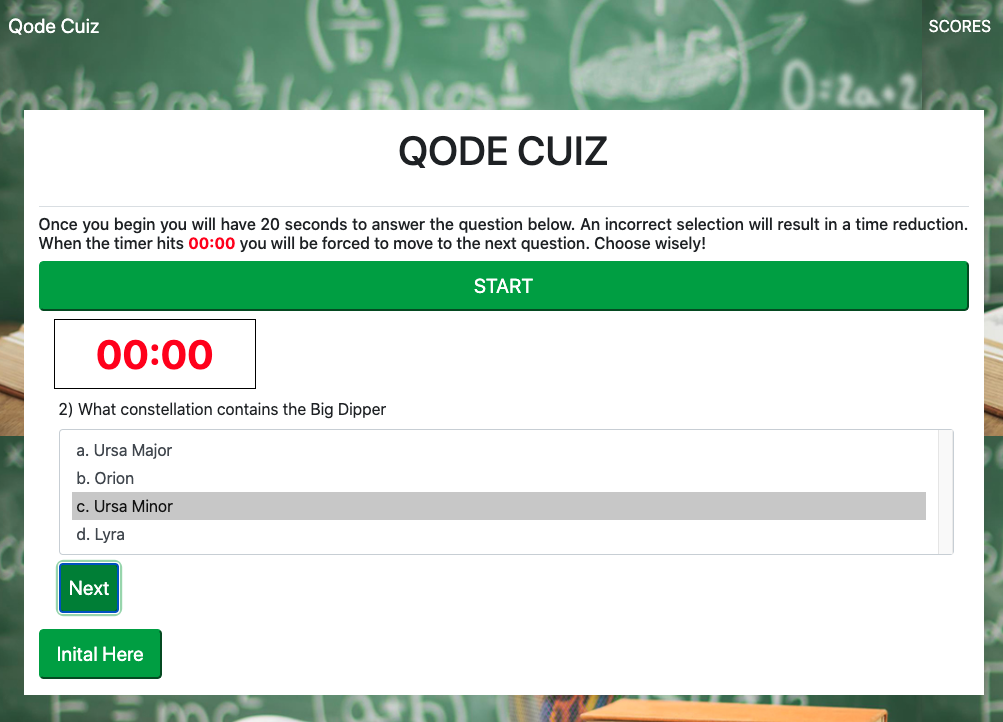 Qode Cuiz
SCORES
QODE CUIZ
Once you begin you will have 20 seconds to answer the question below. An incorrect selection will result in a time reduction.
When the timer hits 00:00 you will be forced to move to the next question. Choose wisely!
START
00:00
2) What constellation contains the Big Dipper
a. Ursa Major
b. Orion
c. Ursa Minor
d. Lyra
Next
Inital Here